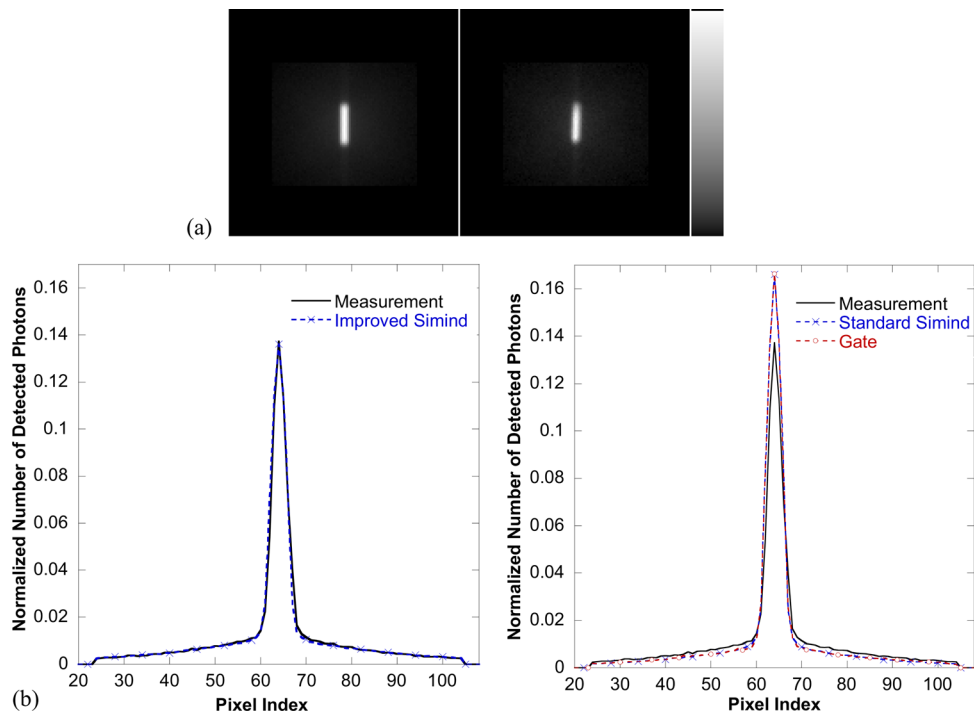 (a)
Normalized Number of Detected Photons
0.16
0.14
0.12
0.1
0.08
0.06
0.04
0.02
0
Measurement
Improved Simind
20 30 40 50 60 70 80 90 100
Pixel Index
Normalized Number of Detected Photons
0.16
0.14
0.12
0.1
0.08
0.06
0.04
0.02
0
Measurement
Standard Simind
Gate
20 30 40 50 60 70 80 90 100
Pixel Index
(b)